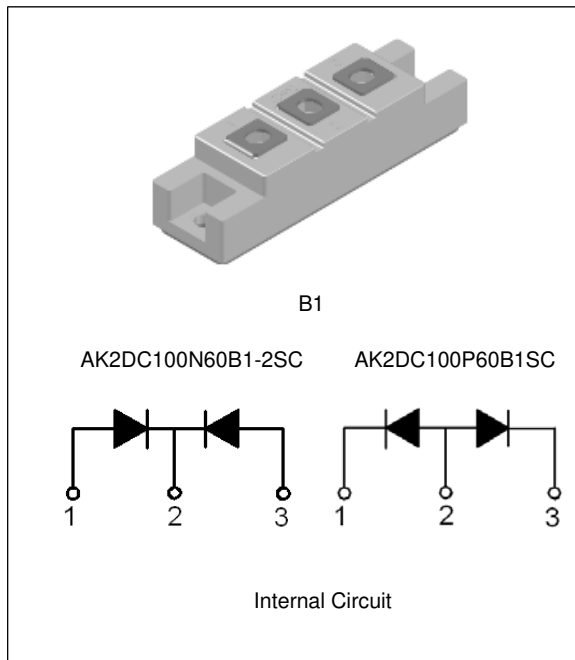 B1
AK2DC100N60B1-2SC AK2DC100P60B1SC
1 2 3 1 2 3
Internal Circuit